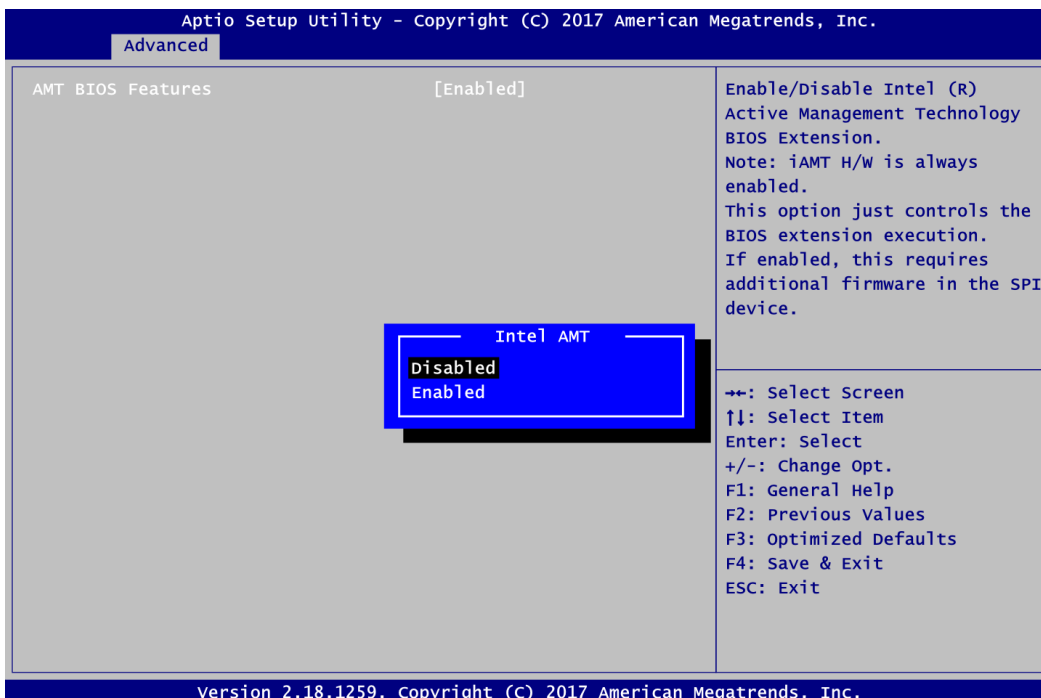 Aptio Setup Utility - Copyright (C) 2017 American Megatrends, Inc.
Advanced
AMT BIOS Features [Enabled]
Enable/Disable Intel (R)
Active Management Technology
BIOS Extension.
Note: iAMT H/W is always
enabled.
This option just controls the
BIOS extension execution.
If enabled, this requires
additional firmware in the SPI
device.
Intel AMT
Disabled
Enabled
→←: Select Screen
↑↓: Select Item
Enter: Select
+/-: Change Opt.
F1: General Help
F2: Previous Values
F3: Optimized Defaults
F4: Save & Exit
ESC: Exit
Version 2.18.1259. Copyright (C) 2017 American Megatrends, Inc.